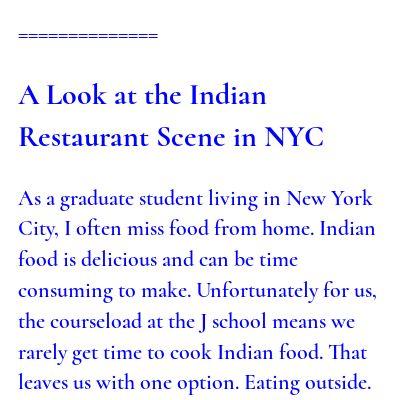 ==============
A Look at the Indian
Restaurant Scene in NYC
As a graduate student living in New York
City, I often miss food from home. Indian
food is delicious and can be time
consuming to make. Unfortunately for us,
the courseload at the J school means we
rarely get time to cook Indian food. That
leaves us with one option. Eating outside.